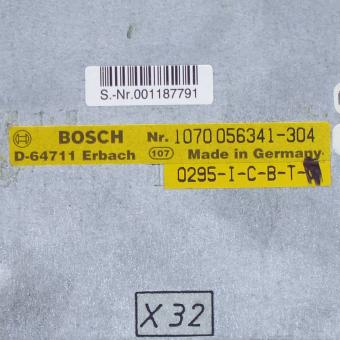 S.-Nr.001187791
BOSCH Nr. 1070 056341-304
D-64711 Erbach 107 Made in Germany
0295-I-C-B-T-
X 32